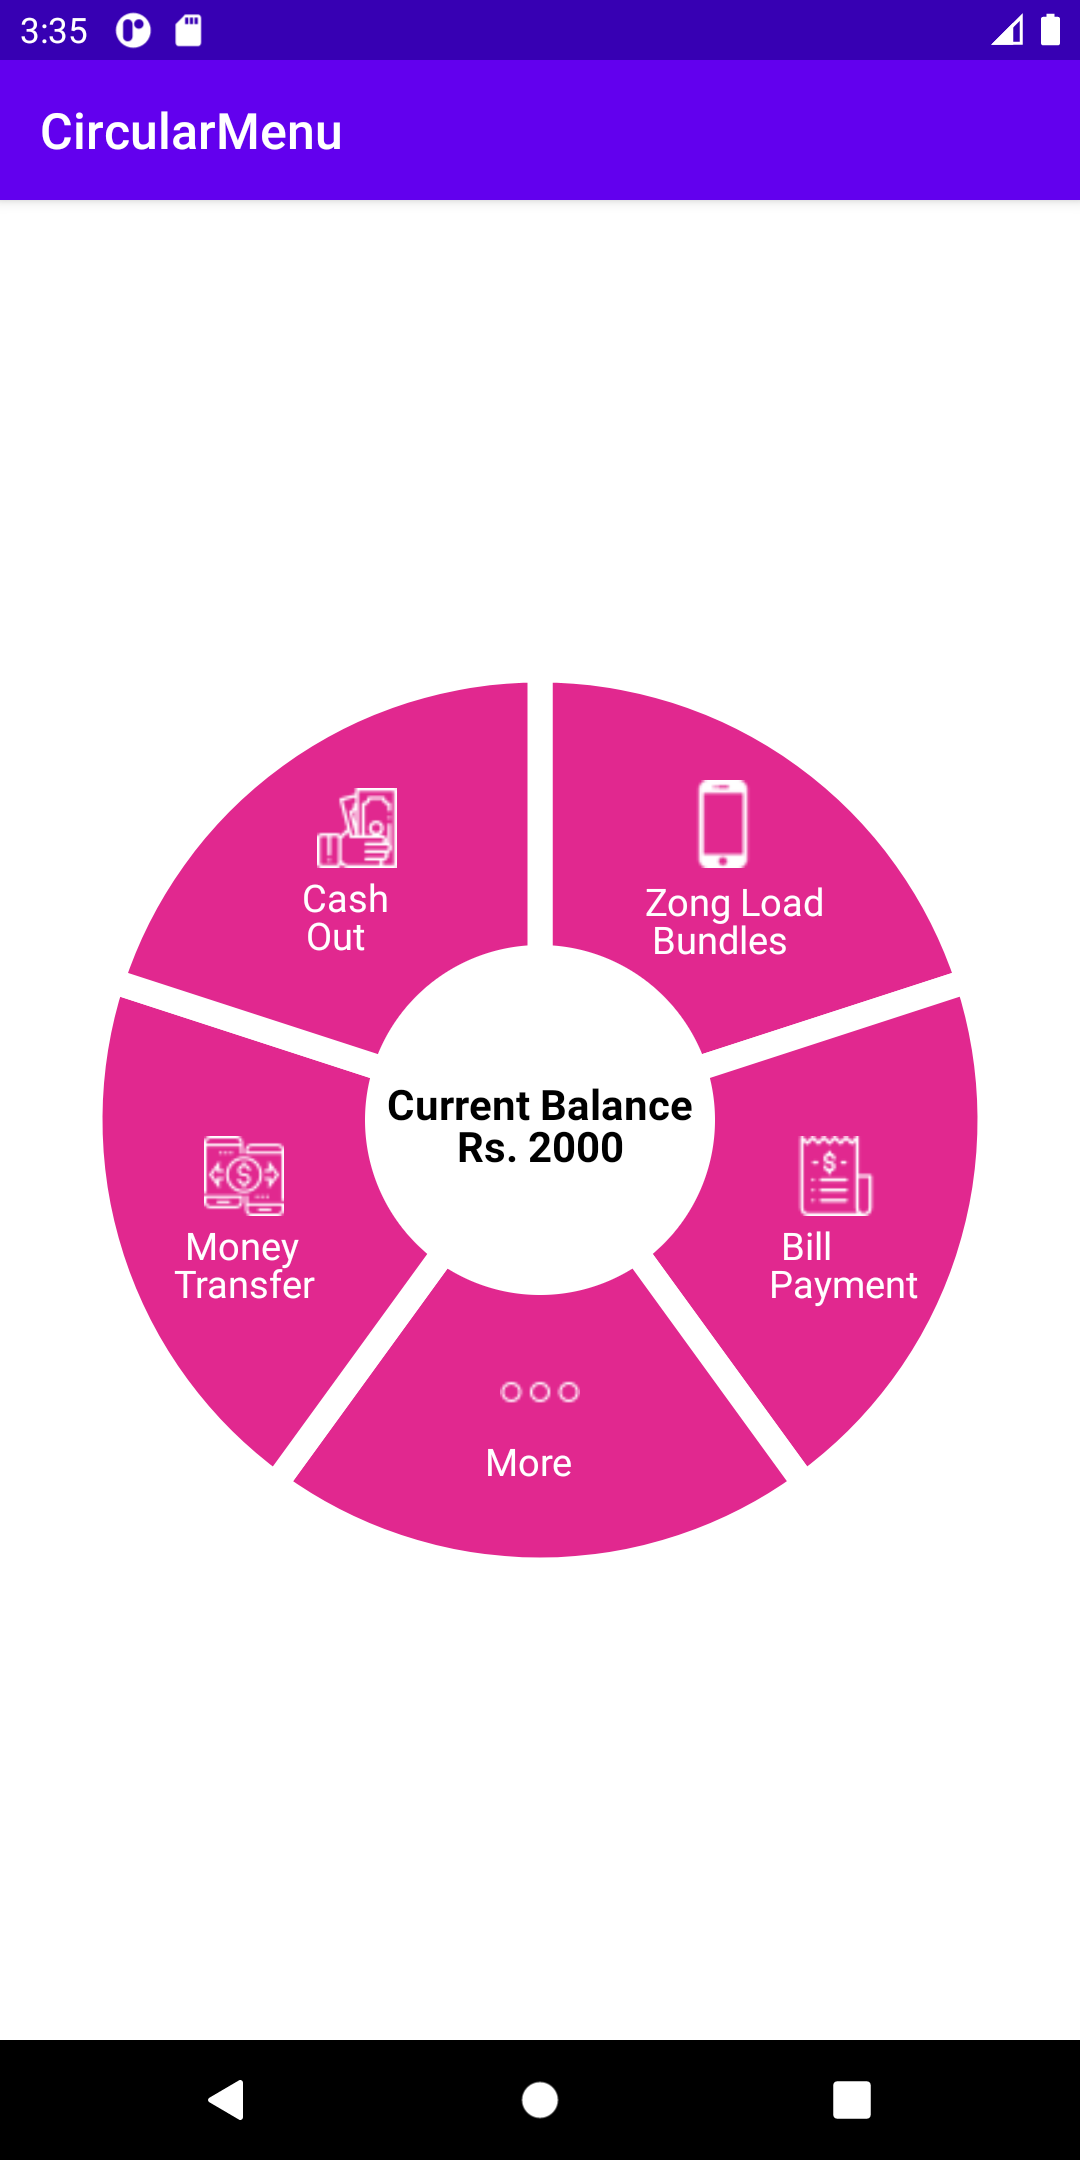 3:35
CircularMenu
Cash
Out
Zong Load
Bundles
Current Balance
Rs. 2000
Money
Transfer
Bill
Payment
More